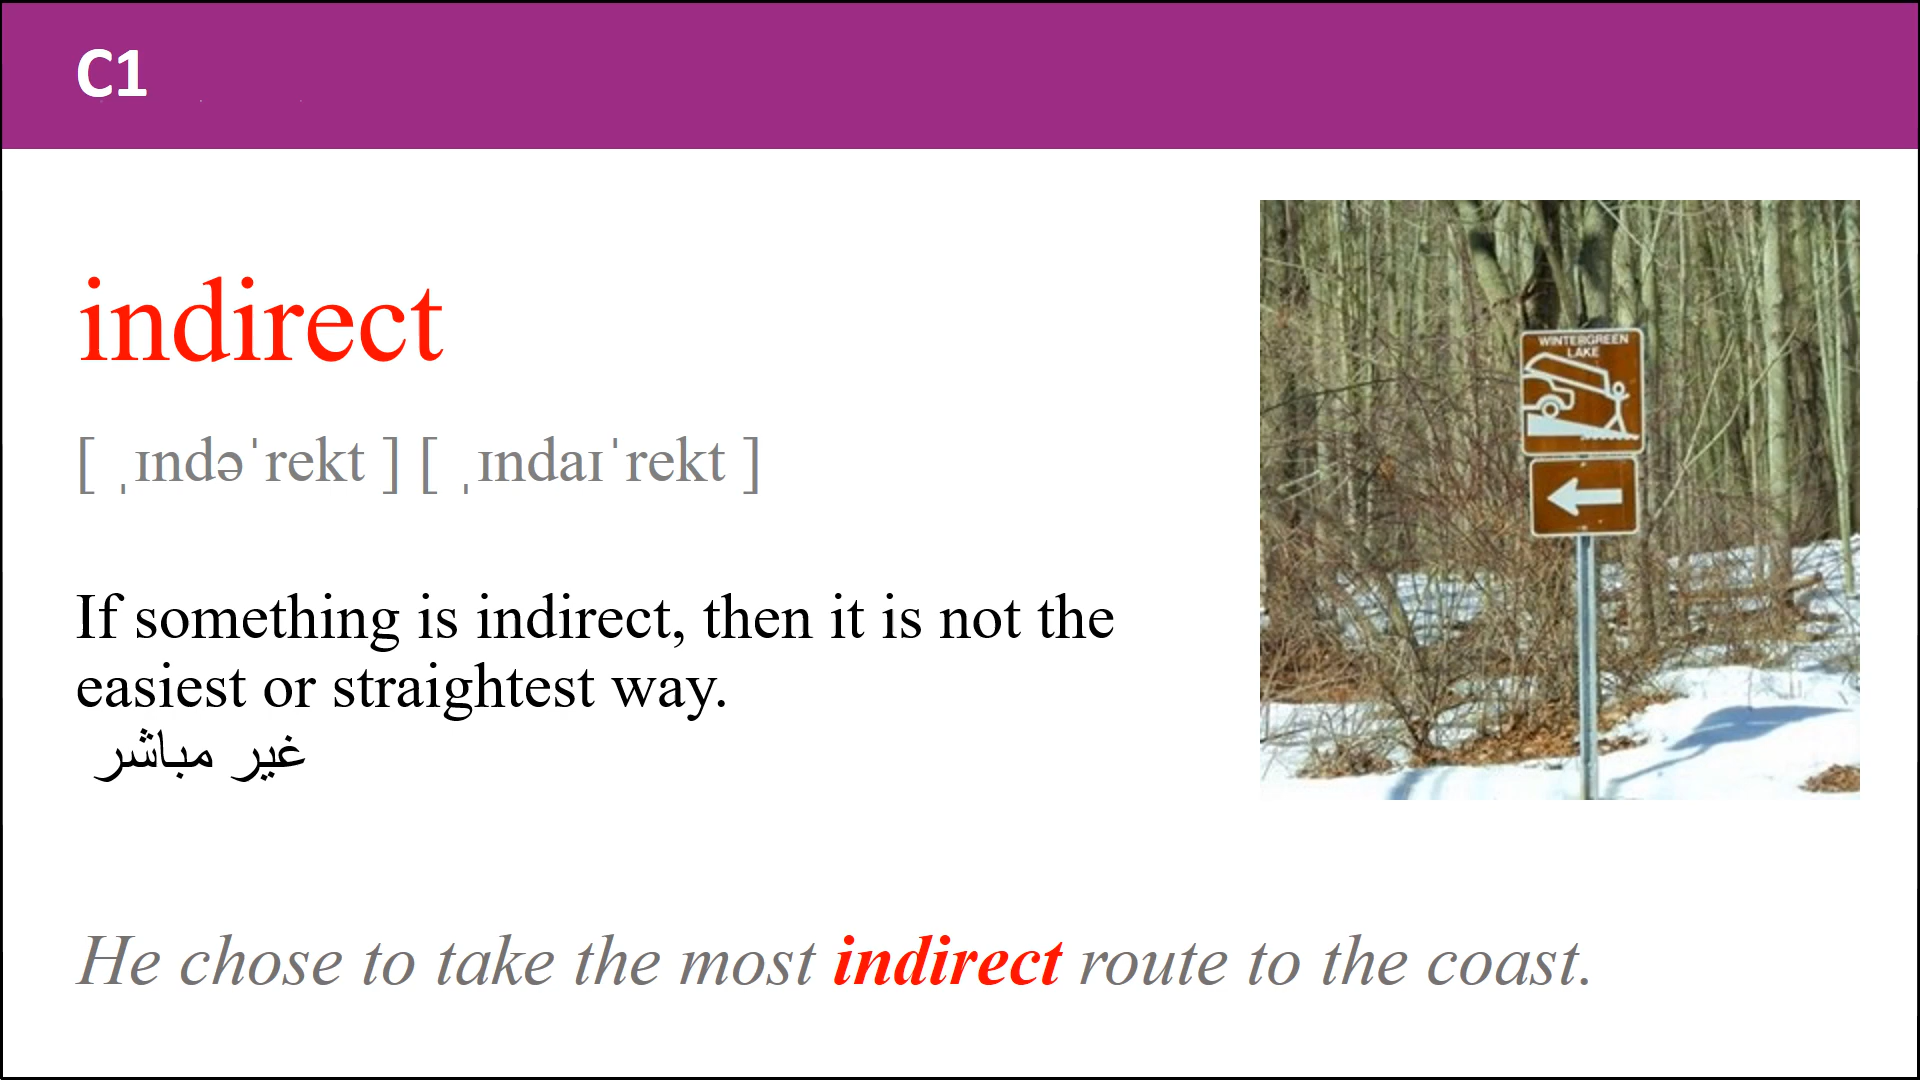 C1
indirect
[ ˌɪndəˈrekt ] [ ˌɪndaɪˈrekt ]
If something is indirect, then it is not the
easiest or straightest way.
غير مباشر
WINTERGREEN
LAKE
He chose to take the most indirect route to the coast.